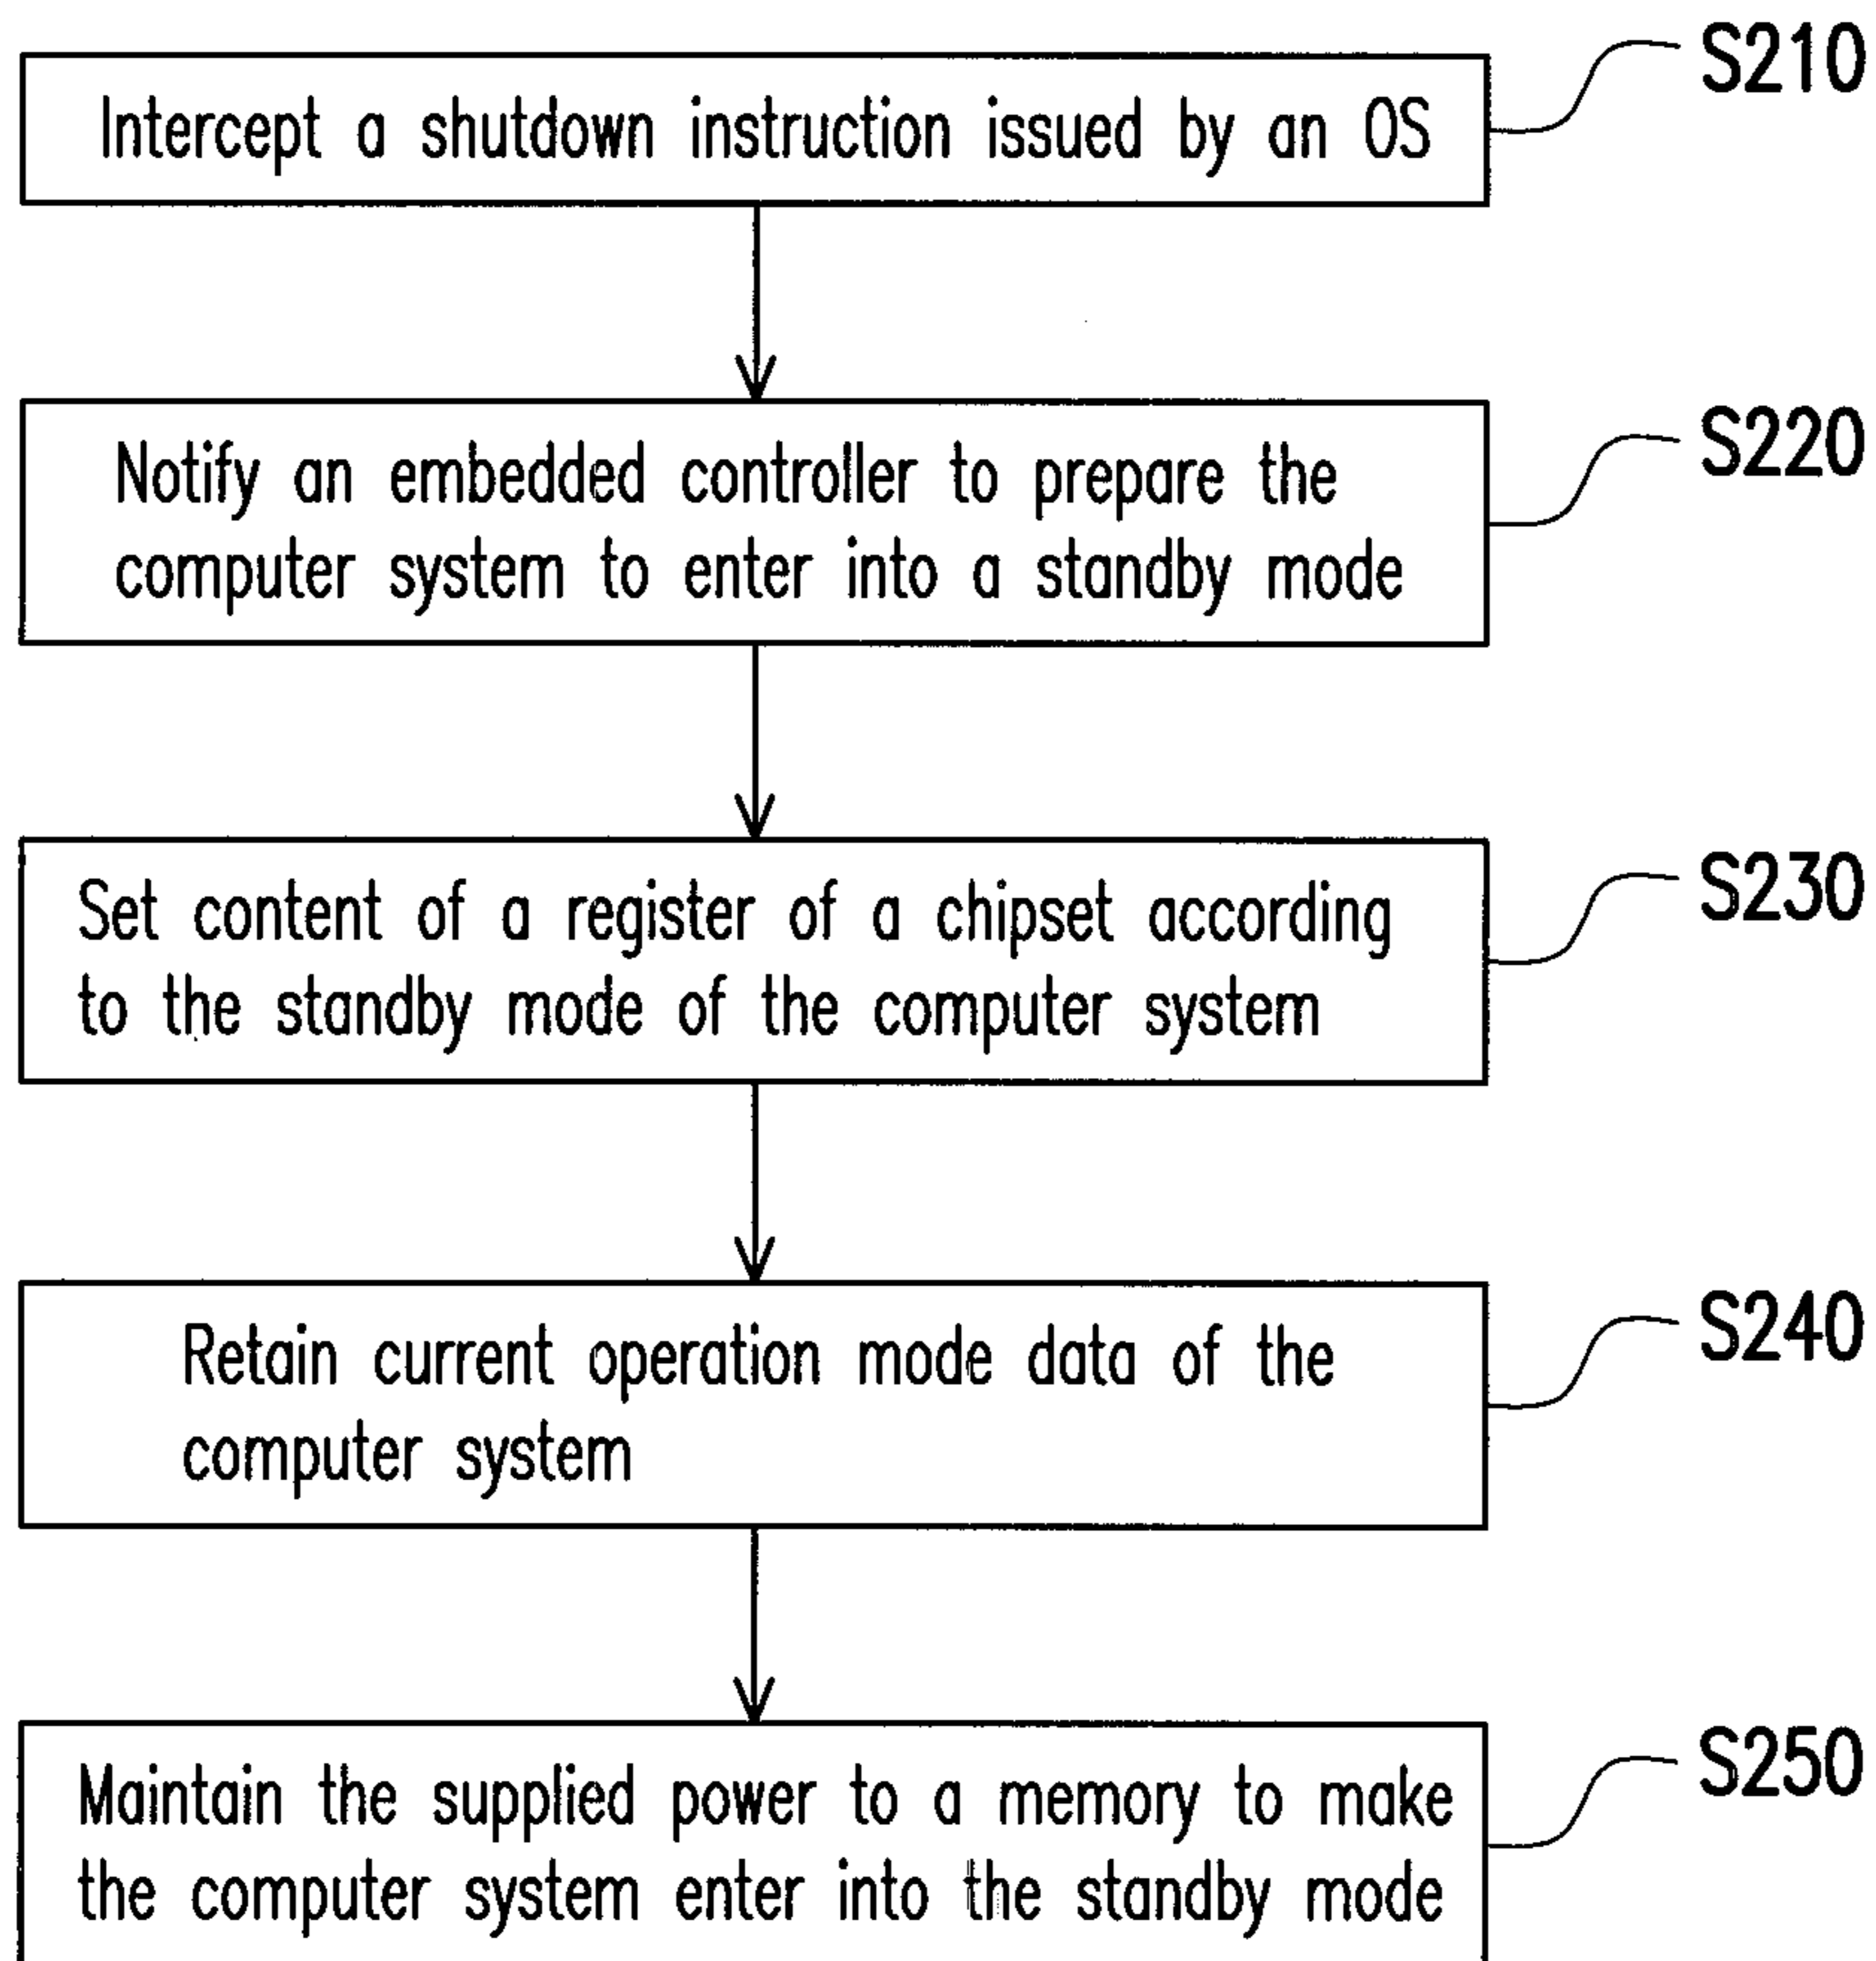 S210
Intercept a shutdown instruction issued by an OS
S220
Notify an embedded controller to prepare the
computer system to enter into a standby mode
S230
Set content of a register of a chipset according
to the standby mode of the computer system
S240
Retain current operation mode data of the
computer system
S250
Maintain the supplied power to a memory to make
the computer system enter into the standby mode